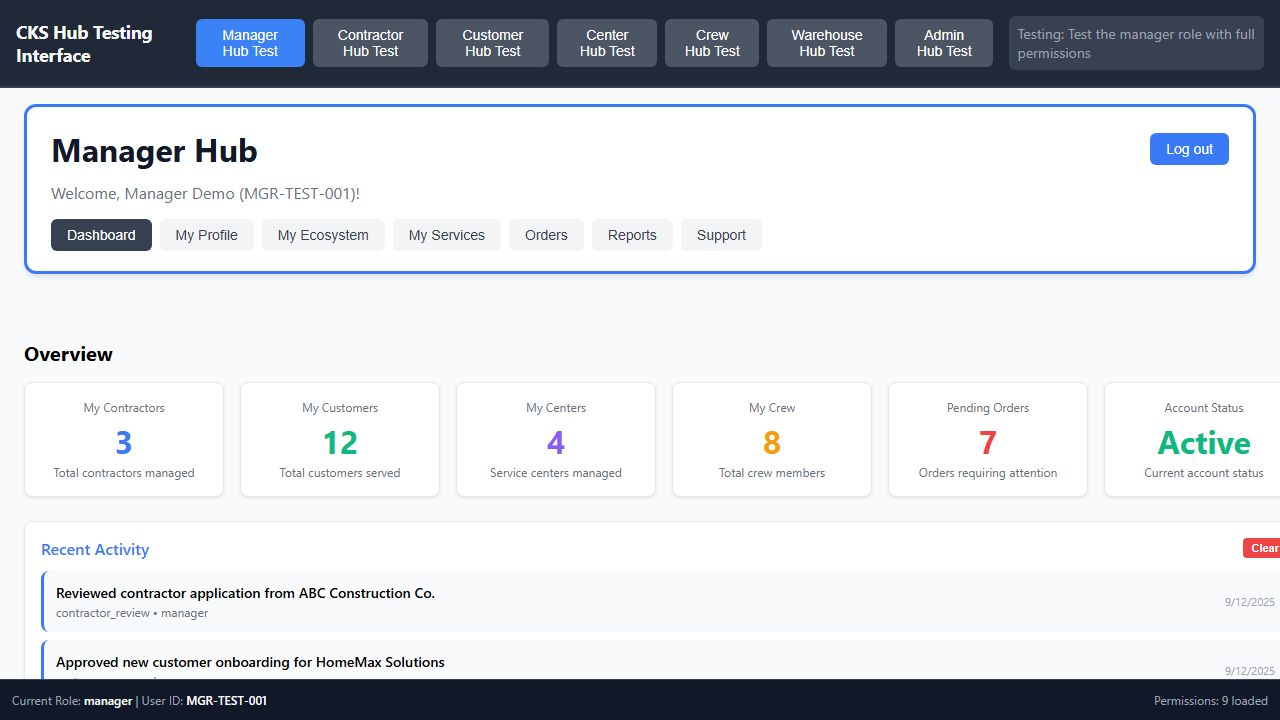 CKS Hub Testing
Interface
Manager
Hub Test
Contractor
Hub Test
Customer
Hub Test
Center
Hub Test
Crew
Hub Test
Warehouse
Hub Test
Admin
Hub Test
Testing: Test the manager role with full
permissions
Manager Hub
Log out
Welcome, Manager Demo (MGR-TEST-001)!
Dashboard
My Profile
My Ecosystem
My Services
Orders
Reports
Support
Overview
My Contractors
3
Total contractors managed
My Customers
12
Total customers served
My Centers
4
Service centers managed
My Crew
8
Total crew members
Pending Orders
7
Orders requiring attention
Account Status
Active
Current account status
Recent Activity
Clear
Reviewed contractor application from ABC Construction Co.
contractor_review • manager
9/12/2025
Approved new customer onboarding for HomeMax Solutions
9/12/2025
Current Role: manager | User ID: MGR-TEST-001
Permissions: 9 loaded